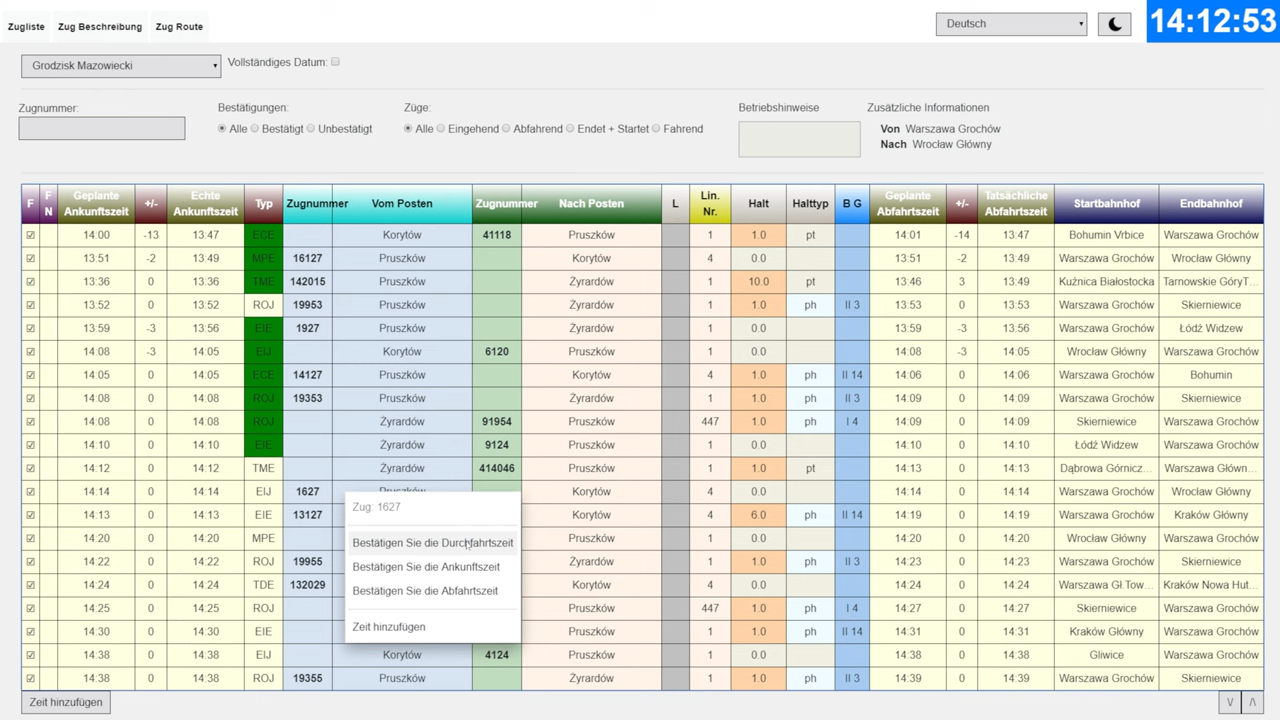 Zugliste Zug Beschreibung Zug Route Deutsch 14:12:53
Grodzisk Mazowiecki Vollständiges Datum:
Zugnummer: Bestätigungen: Züge: Betriebshinweise Zusätzliche Informationen
Alle Bestätigt Unbestätigt Alle Eingehend Abfahrend Endet + Startet Fahrend Von Warszawa Grochów
Nach Wrocław Główny
F F N Geplante Ankunftszeit +/- Echte Ankunftszeit Typ Zugnummer Vom Posten Zugnummer Nach Posten L Lin. Nr. Halt Halttyp B G Geplante Abfahrtszeit +/- Tatsächliche Abfahrtszeit Startbahnhof Endbahnhof
14:00 -13 13:47 ECE Korytów 41118 Pruszków 1 1.0 pt 14:01 -14 13:47 Bohumin Vrbice Warszawa Grochów
13:51 -2 13:49 MPE 16127 Pruszków Korytów 4 0.0 13:51 -2 13:49 Warszawa Grochów Wrocław Główny
13:36 0 13:36 TME 142015 Pruszków Żyrardów 1 10.0 pt 13:46 3 13:49 Kuźnica Białostocka Tarnowskie GóryT...
13:52 0 13:52 ROJ 19953 Pruszków Żyrardów 1 1.0 ph II 3 13:53 0 13:53 Warszawa Grochów Skierniewice
13:59 -3 13:56 EIE 1927 Pruszków Żyrardów 1 0.0 13:59 -3 13:56 Warszawa Grochów Łódź Widzew
14:08 -3 14:05 EIJ Korytów 6120 Pruszków 1 0.0 14:08 -3 14:05 Wrocław Główny Warszawa Grochów
14:05 0 14:05 ECE 14127 Pruszków Korytów 4 1.0 ph II 14 14:06 0 14:06 Warszawa Grochów Bohumin
14:08 0 14:08 ROJ 19353 Pruszków Żyrardów 1 1.0 ph II 3 14:09 0 14:09 Warszawa Grochów Skierniewice
14:08 0 14:08 ROJ Żyrardów 91954 Pruszków 447 1.0 ph I 4 14:09 0 14:09 Skierniewice Warszawa Grochów
14:10 0 14:10 EIE Żyrardów 9124 Pruszków 1 0.0 14:10 0 14:10 Łódź Widzew Warszawa Grochów
14:12 0 14:12 TME Żyrardów 414046 Pruszków 1 1.0 pt 14:13 0 14:13 Dąbrowa Górnicz... Warszawa Główn...
14:14 0 14:14 EIJ 1627 Pruszków Korytów 4 0.0 14:14 0 14:14 Warszawa Grochów Wrocław Główny
14:13 0 14:13 EIE 13127 Korytów 4 6.0 ph II 14 14:19 0 14:19 Warszawa Grochów Kraków Główny
14:20 0 14:20 MPE Pruszków 1 0.0 14:20 0 14:20 Wrocław Główny Warszawa Grochów
14:22 0 14:22 ROJ 19955 Żyrardów 1 1.0 ph II 3 14:23 0 14:23 Warszawa Grochów Skierniewice
14:24 0 14:24 TDE 132029 Korytów 4 0.0 14:24 0 14:24 Warszawa Gł.Tow... Kraków Nowa Hut...
14:25 0 14:25 ROJ Pruszków 447 1.0 ph I 4 14:27 0 14:27 Skierniewice Warszawa Grochów
14:30 0 14:30 EIE Pruszków 1 1.0 ph II 14 14:31 0 14:31 Kraków Główny Warszawa Grochów
14:38 0 14:38 EIJ Korytów 4124 Pruszków 1 0.0 14:38 0 14:38 Gliwice Warszawa Grochów
14:38 0 14:38 ROJ 19355 Pruszków Żyrardów 1 1.0 ph II 3 14:39 0 14:39 Warszawa Grochów Skierniewice
Zug: 1627
Bestätigen Sie die Durchfahrtszeit
Bestätigen Sie die Ankunftszeit
Bestätigen Sie die Abfahrtszeit
Zeit hinzufügen
Zeit hinzufügen